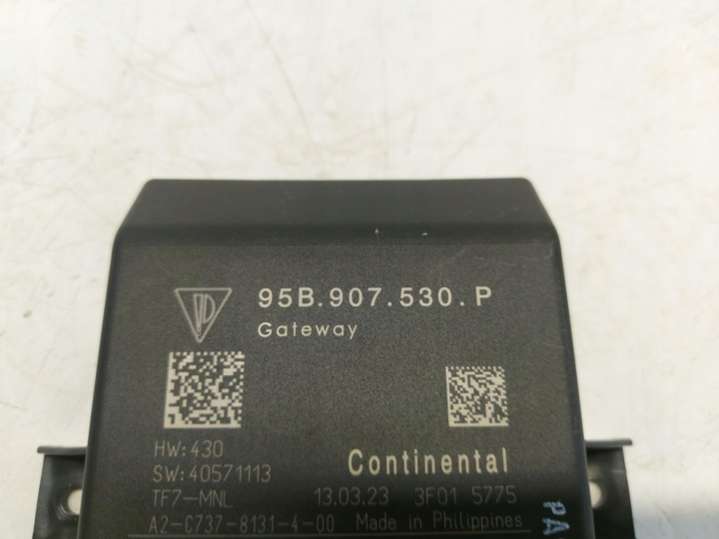 95B.907.530.P
Gateway
HW:430
SW:40571113
Continental
TF7-MNL 13.03.23 3F01 5775
A2-C737-8131-4-00 Made in Philippines
PA